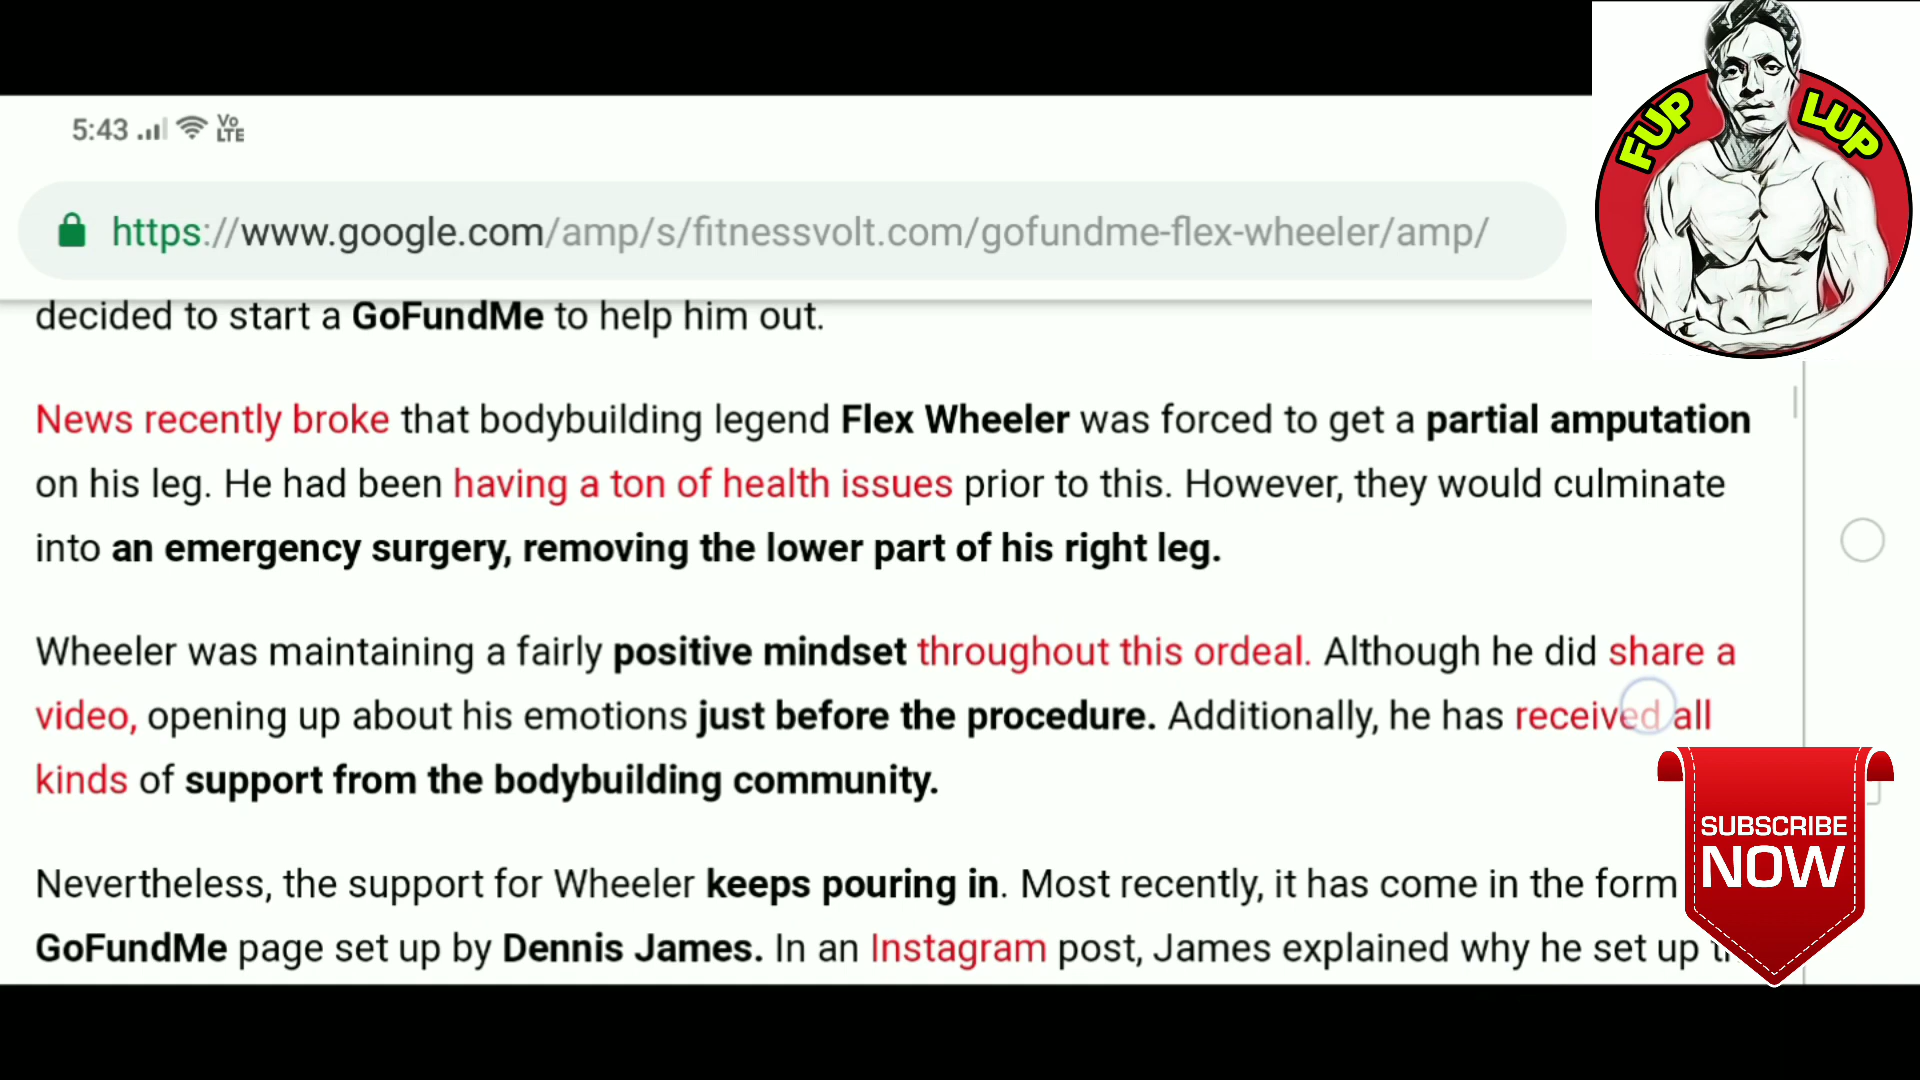 5:43 Vo LTE
https://www.google.com/amp/s/fitnessvolt.com/gofundme-flex-wheeler/amp/
FUP LUP
decided to start a GoFundMe to help him out.
News recently broke that bodybuilding legend Flex Wheeler was forced to get a partial amputation
on his leg. He had been having a ton of health issues prior to this. However, they would culminate
into an emergency surgery, removing the lower part of his right leg.
Wheeler was maintaining a fairly positive mindset throughout this ordeal. Although he did share a
video, opening up about his emotions just before the procedure. Additionally, he has received all
kinds of support from the bodybuilding community.
Nevertheless, the support for Wheeler keeps pouring in. Most recently, it has come in the form
GoFundMe page set up by Dennis James. In an Instagram post, James explained why he set up
SUBSCRIBE
NOW